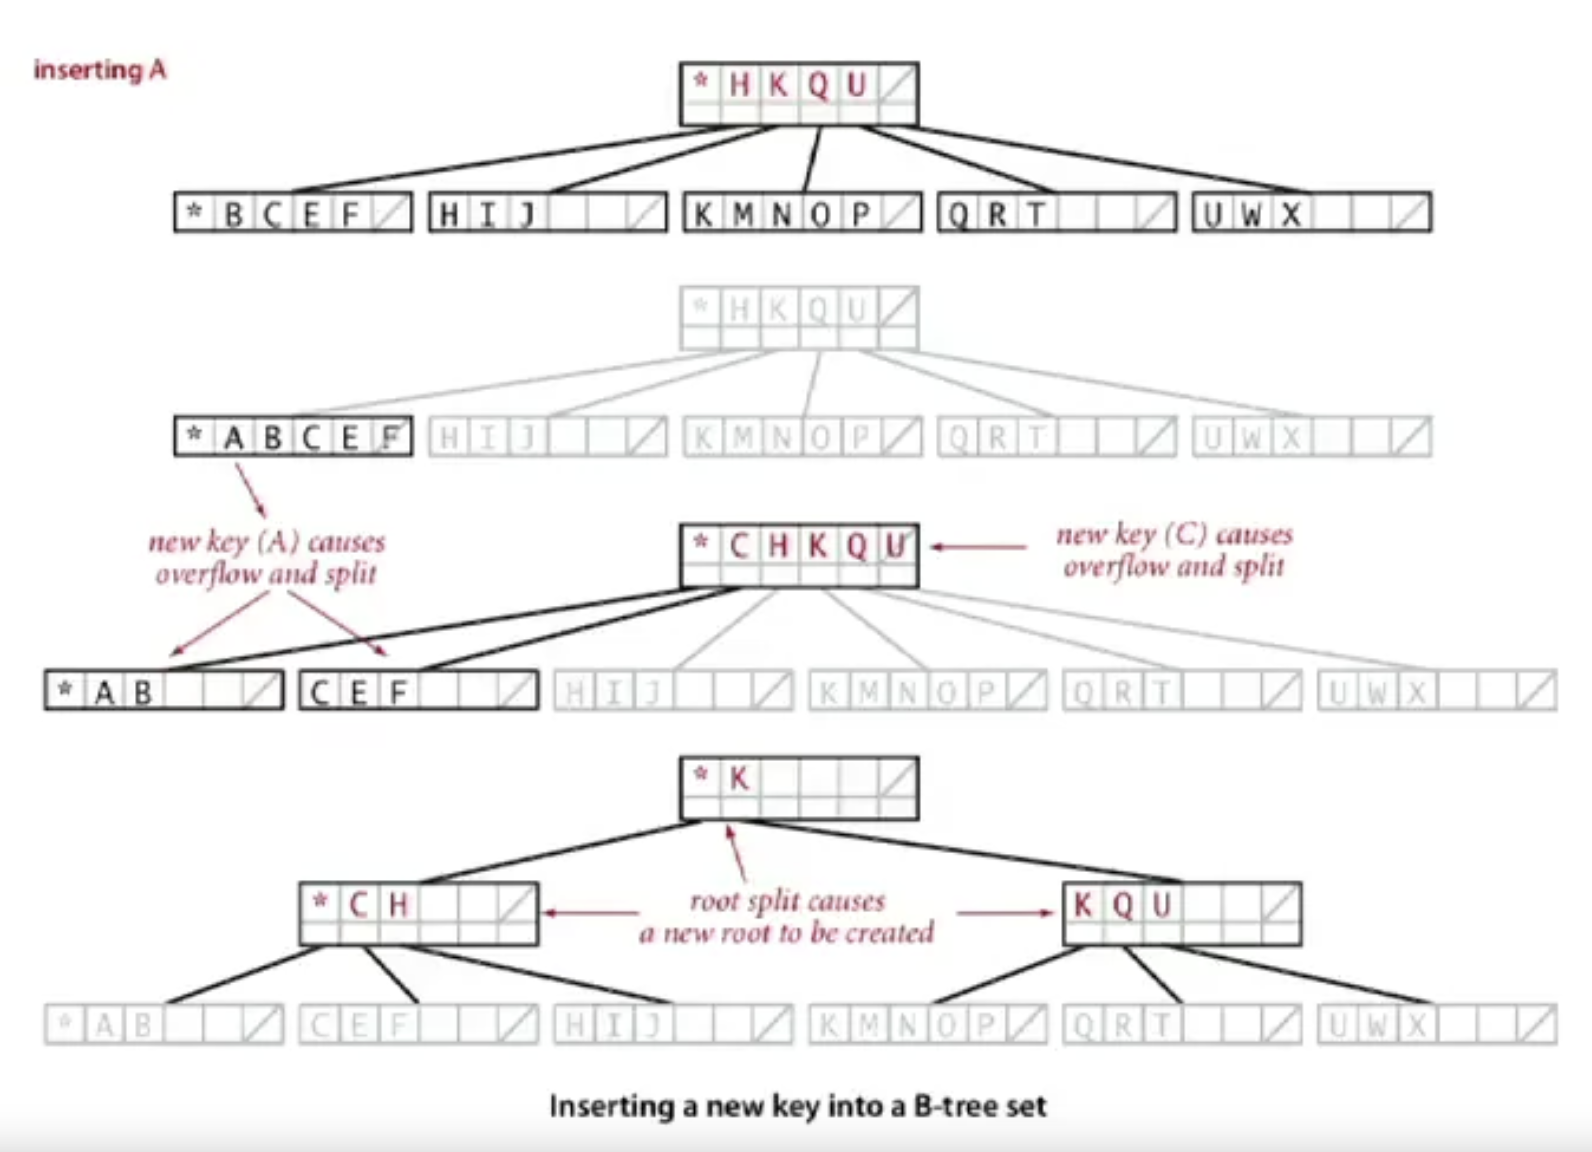 inserting A
* H K Q U
* B C E F
H I J
K M N O P
Q R T
U W X
* H K Q U
* A B C E F
H I J
K M N O P
Q R T
U W X
new key (A) causes
overflow and split
* C H K Q U
new key (C) causes
overflow and split
* A B
C E F
H I J
K M N O P
Q R T
U W X
* K
* C H
root split causes
a new root to be created
K Q U
* A B
C E F
H I J
K M N O P
Q R T
U W X
Inserting a new key into a B-tree set